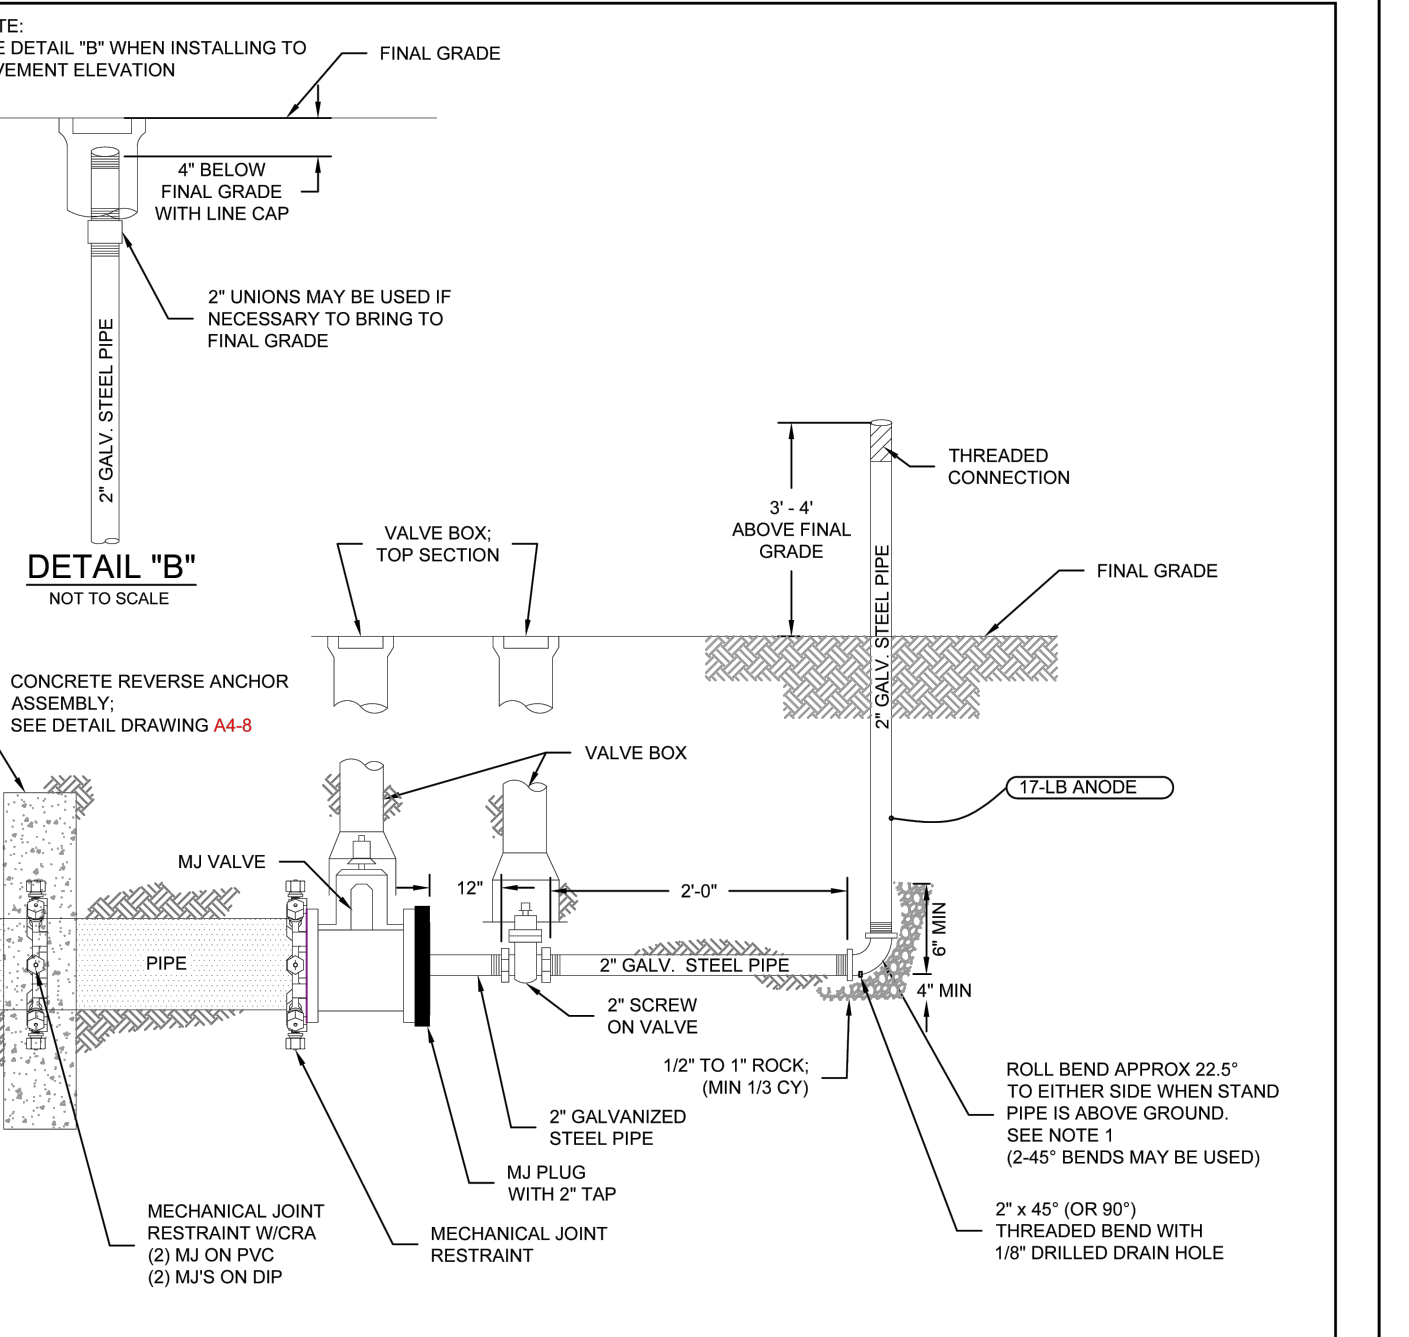 TE:
E DETAIL "B" WHEN INSTALLING TO
VEMENT ELEVATION
FINAL GRADE
4" BELOW
FINAL GRADE
WITH LINE CAP
2" UNIONS MAY BE USED IF
NECESSARY TO BRING TO
FINAL GRADE
2" GALV. STEEL PIPE
DETAIL "B"
NOT TO SCALE
THREADED
CONNECTION
3' - 4'
ABOVE FINAL
GRADE
VALVE BOX;
TOP SECTION
FINAL GRADE
2" GALV. STEEL PIPE
CONCRETE REVERSE ANCHOR
ASSEMBLY;
SEE DETAIL DRAWING A4-8
VALVE BOX
17-LB ANODE
MJ VALVE
12"
2'-0"
6" MIN
PIPE
2" GALV. STEEL PIPE
4" MIN
2" SCREW
ON VALVE
1/2" TO 1" ROCK;
(MIN 1/3 CY)
ROLL BEND APPROX 22.5°
TO EITHER SIDE WHEN STAND
PIPE IS ABOVE GROUND.
SEE NOTE 1
(2-45° BENDS MAY BE USED)
2" GALVANIZED
STEEL PIPE
MJ PLUG
WITH 2" TAP
MECHANICAL JOINT
RESTRAINT W/CRA
(2) MJ ON PVC
(2) MJ'S ON DIP
MECHANICAL JOINT
RESTRAINT
2" x 45° (OR 90°)
THREADED BEND WITH
1/8" DRILLED DRAIN HOLE